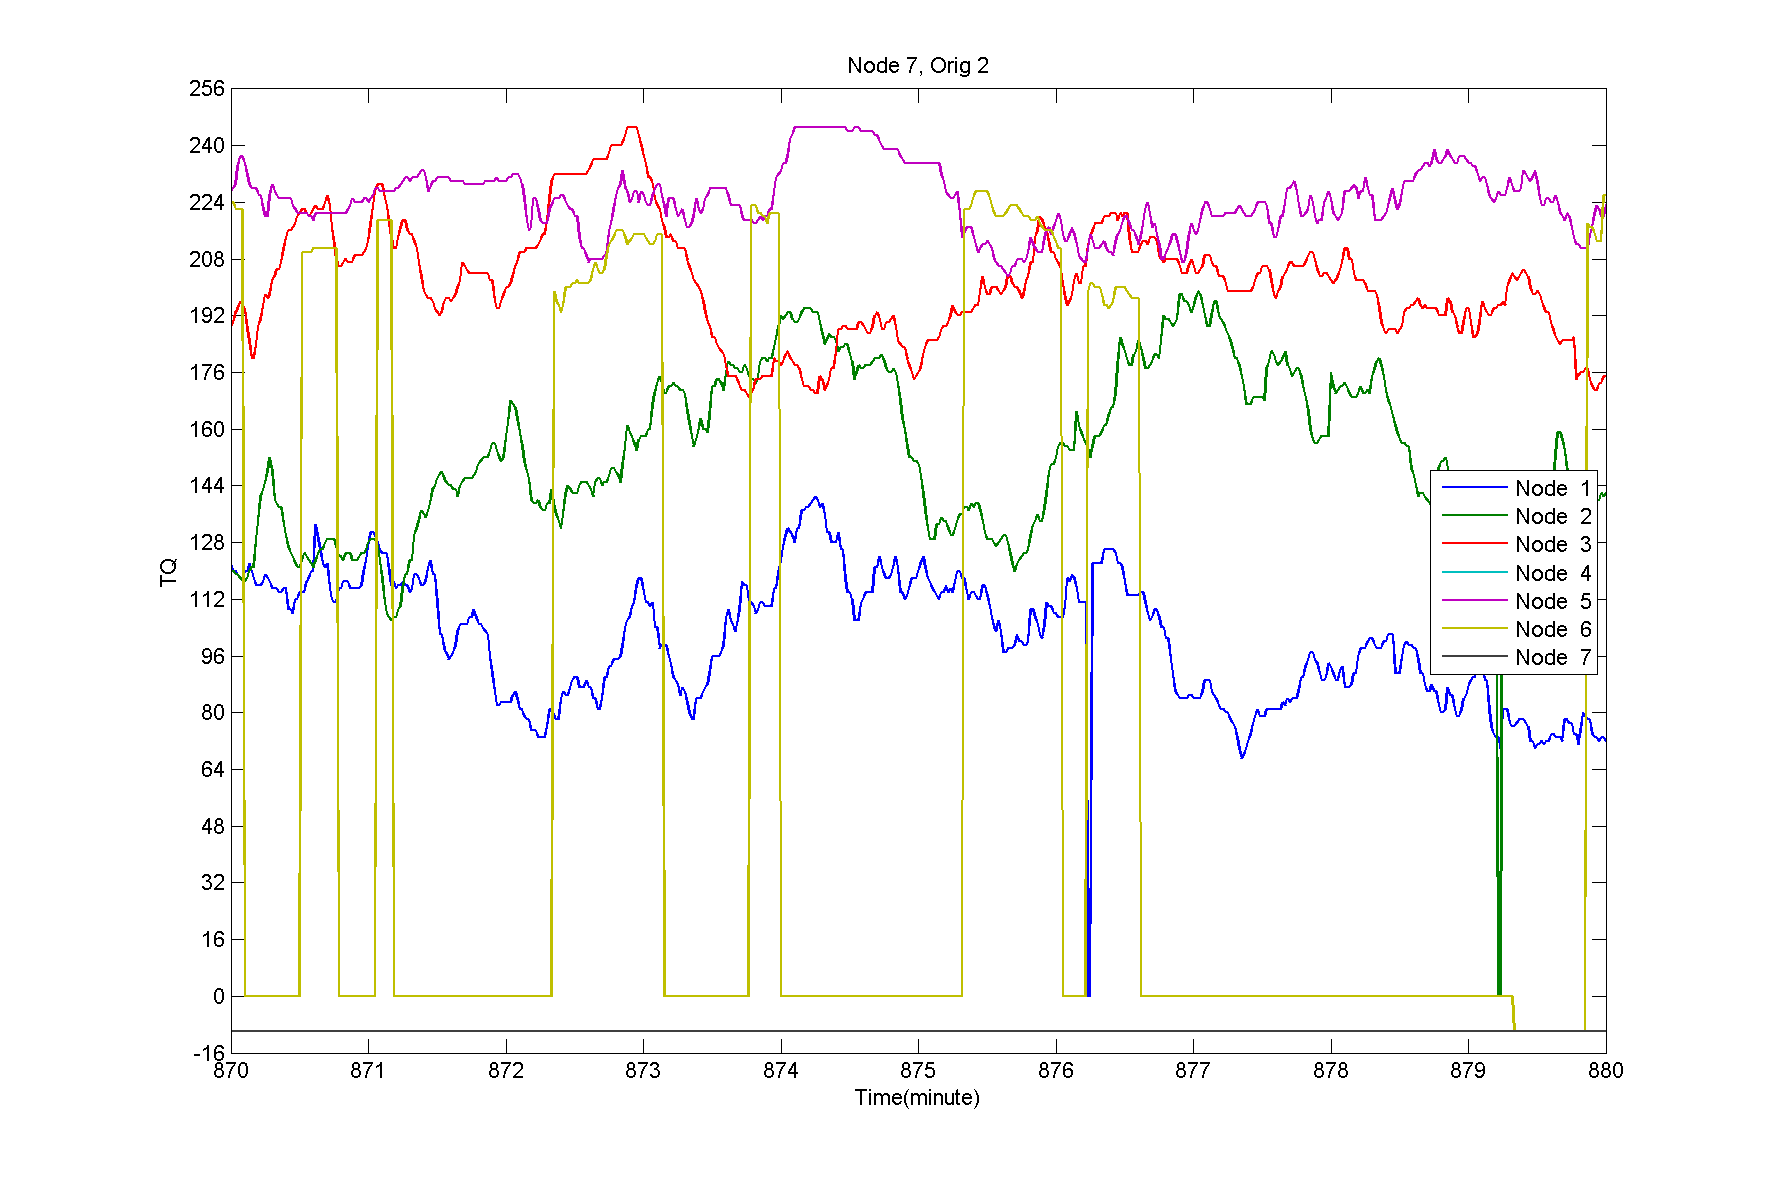 Node 7, Orig 2
256
240
224
208
192
176
160
144
128
112
96
80
64
48
32
16
0
-16
TQ
Node 1
Node 2
Node 3
Node 4
Node 5
Node 6
Node 7
870 871 872 873 874 875 876 877 878 879 880
Time(minute)